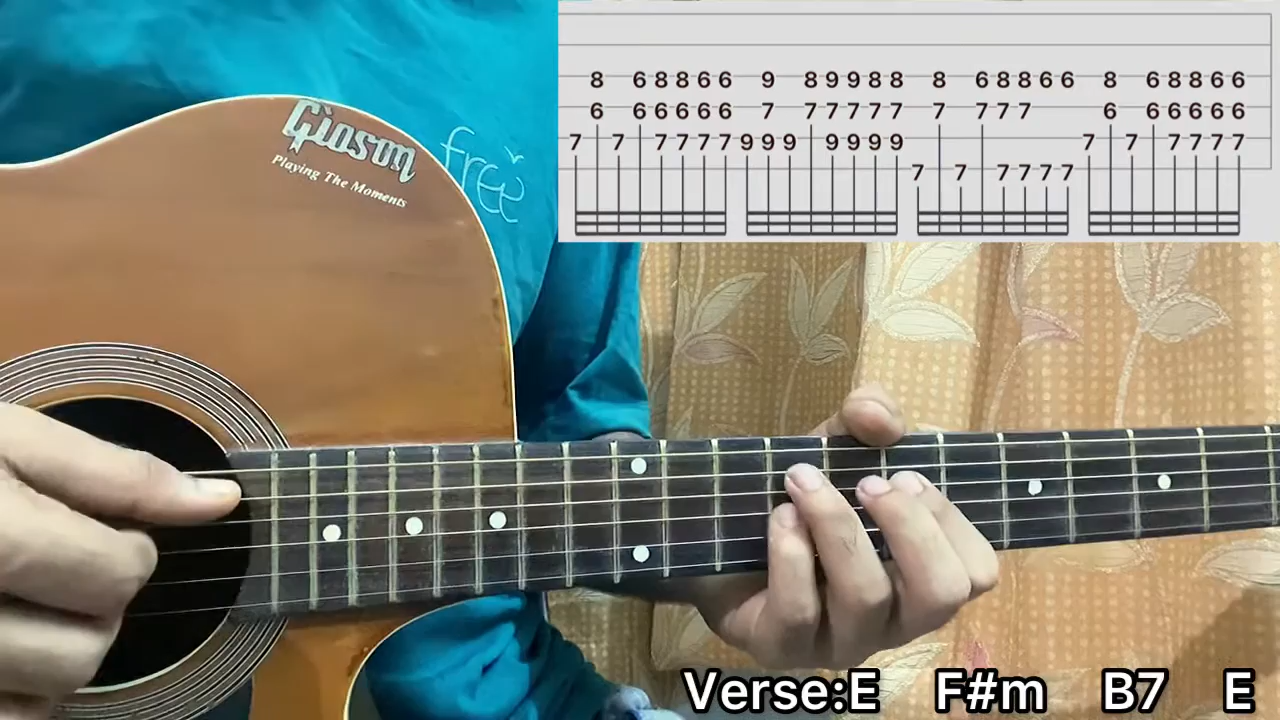 8 6 8 8 6 6 9 8 9 9 8 8 8 6 8 8 6 6 8 6 8 8 6 6
6 6 6 6 6 6 7 7 7 7 7 7 7 7 7 7 6 6 6 6 6 6
7 7 7 7 7 7 9 9 9 9 9 9 9 7 7 7 7 7 7
7 7 7 7 7 7
Giason
Playing The Moments
freě
Verse:E F#m B7 E